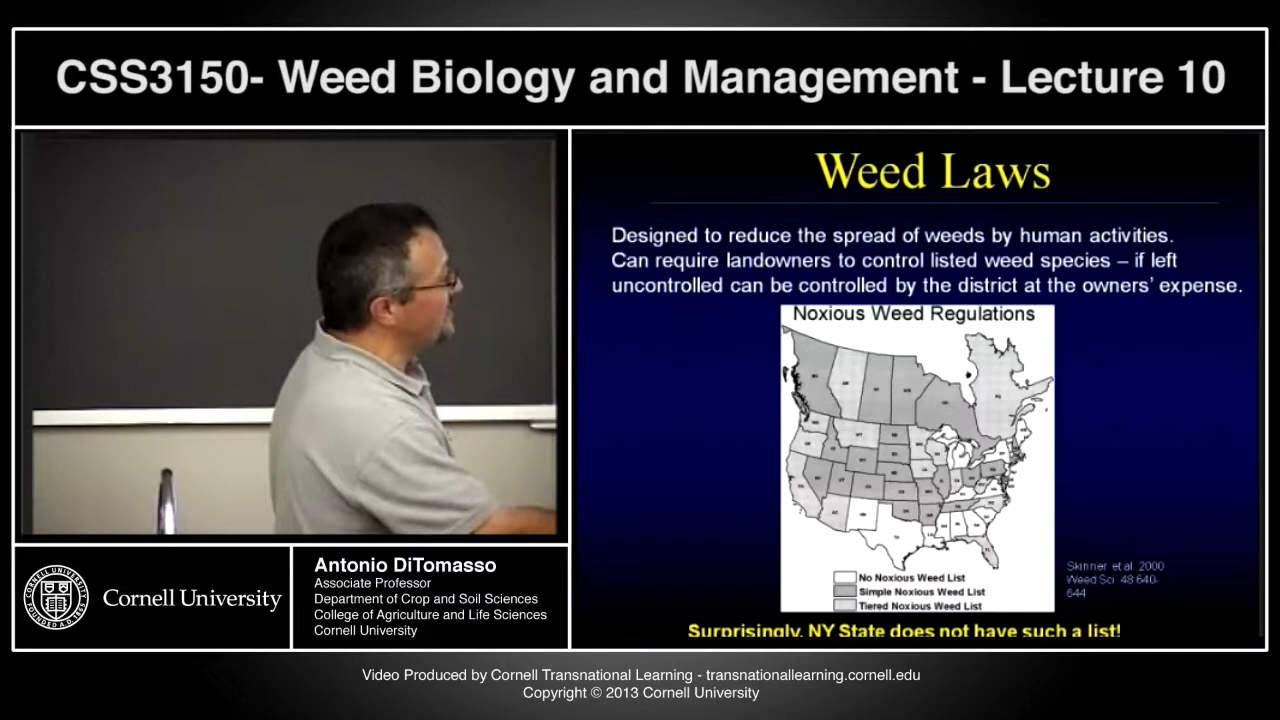 CSS3150- Weed Biology and Management - Lecture 10
Weed Laws
Designed to reduce the spread of weeds by human activities.
Can require landowners to control listed weed species – if left
uncontrolled can be controlled by the district at the owners' expense.
Noxious Weed Regulations
No Noxious Weed List
Simple Noxious Weed List
Tiered Noxious Weed List
Skinner et al. 2000
Weed Sci. 48:640-
644
Surprisingly, NY State does not have such a list!
Cornell University
Antonio DiTomasso
Associate Professor
Department of Crop and Soil Sciences
College of Agriculture and Life Sciences
Cornell University
Video Produced by Cornell Transnational Learning - transnationallearning.cornell.edu
Copyright © 2013 Cornell University